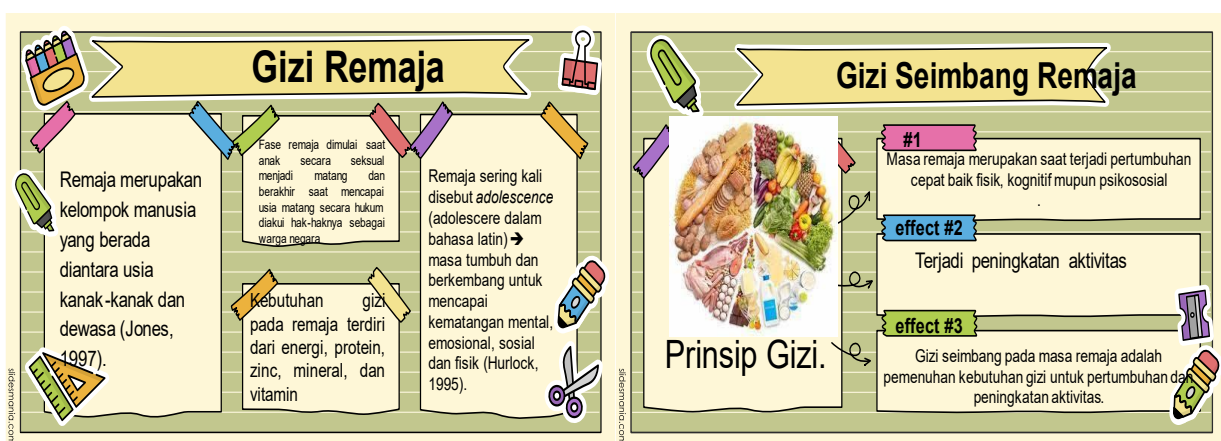 Gizi Remaja
Remaja merupakan
kelompok manusia
yang berada
diantara usia
kanak-kanak dan
dewasa (Jones,
1997).
Fase remaja dimulai saat
anak secara seksual
menjadi matang dan
berakhir saat mencapai
usia matang secara hukum
diakui hak-haknya sebagai
warga negara
Kebutuhan gizi
pada remaja terdiri
dari energi, protein,
zinc, mineral, dan
vitamin
Remaja sering kali
disebut adolescence
(adolescere dalam
bahasa latin) ➔
masa tumbuh dan
berkembang untuk
mencapai
kematangan mental,
emosional, sosial
dan fisik (Hurlock,
1995).
slidesmania.com
Gizi Seimbang Remaja
Prinsip Gizi.
#1
Masa remaja merupakan saat terjadi pertumbuhan
cepat baik fisik, kognitif mupun psikososial
.
effect #2
Terjadi peningkatan aktivitas
effect #3
Gizi seimbang pada masa remaja adalah
pemenuhan kebutuhan gizi untuk pertumbuhan dan
peningkatan aktivitas.
slidesmania.com